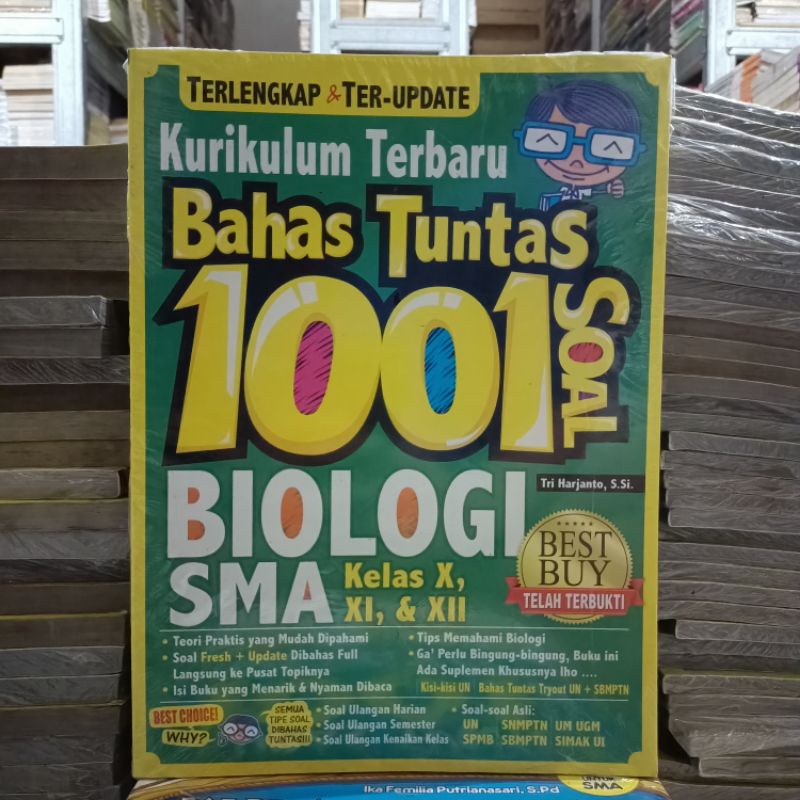 TERLENGKAP & TER-UPDATE
Kurikulum Terbaru
Bahas Tuntas
1001 SOAL
BIOLOGI
Tri Harjanto, S.Si.
SMA Kelas X,
XI, & XII
BEST
BUY
TELAH TERBUKTI
• Teori Praktis yang Mudah Dipahami
• Soal Fresh + Update Dibahas Full
Langsung ke Pusat Topiknya
• Isi Buku yang Menarik & Nyaman Dibaca
• Tips Memahami Biologi
• Ga' Perlu Bingung-bingung, Buku ini
Ada Suplemen Khususnya lho ....
Kisi-kisi UN Bahas Tuntas Tryout UN + SBMPTN
BEST CHOICE!
WHY?
SEMUA
TIPE SOAL
DIBAHAS
TUNTAS!!!
• Soal Ulangan Harian
• Soal Ulangan Semester
• Soal Ulangan Kenaikan Kelas
• Soal-soal Asli:
UN SNMPTN UM UGM
SPMB SBMPTN SIMAK UI
Ika Femilia Putrianasari, S.Pd
UNTUK
SMA